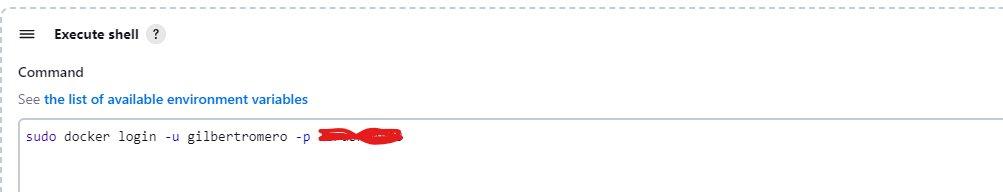 Execute shell ?
Command
See the list of available environment variables
sudo docker login -u gilbertromero -p